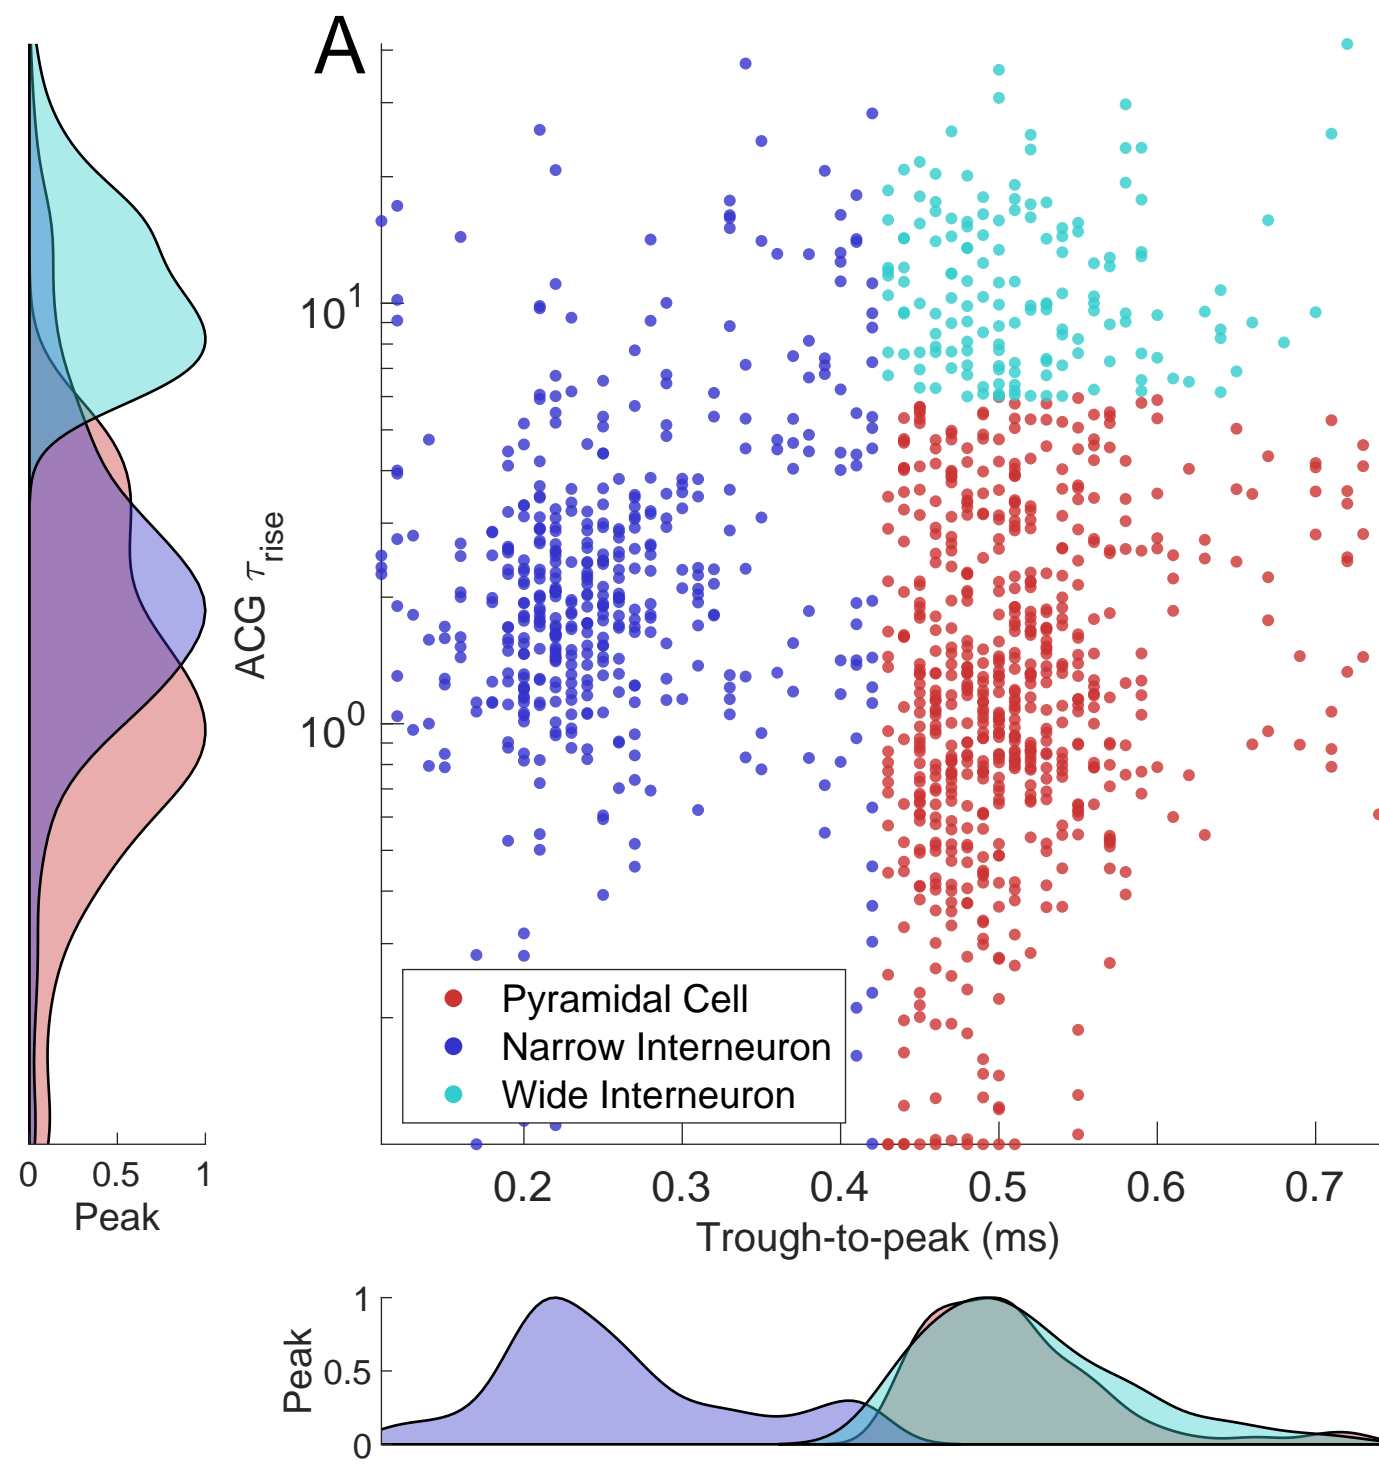 A
10^1
10^0
ACG τ_rise
Pyramidal Cell
Narrow Interneuron
Wide Interneuron
0 0.5 1
Peak
0.2 0.3 0.4 0.5 0.6 0.7
Trough-to-peak (ms)
1
0.5
0
Peak